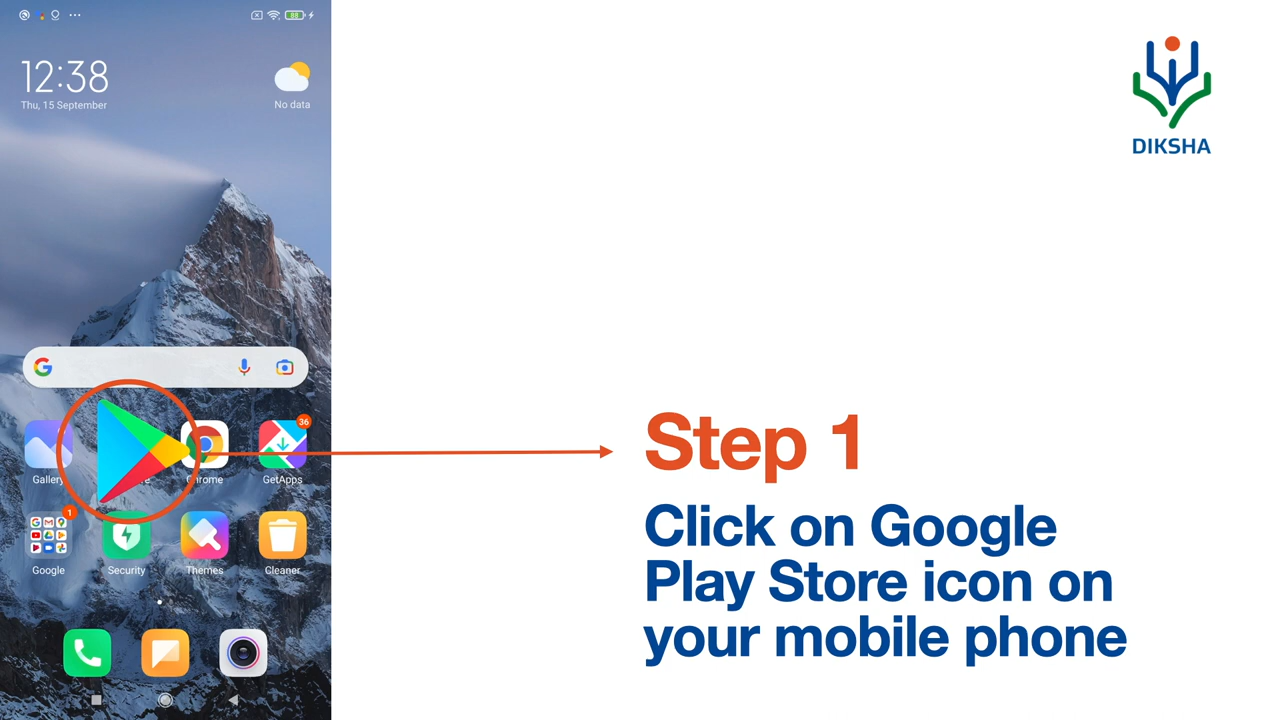 88
12:38
Thu, 15 September
No data
DIKSHA
36
Gallery
Chrome
GetApps
1
Google
Security
Themes
Cleaner
Step 1
Click on Google
Play Store icon on
your mobile phone